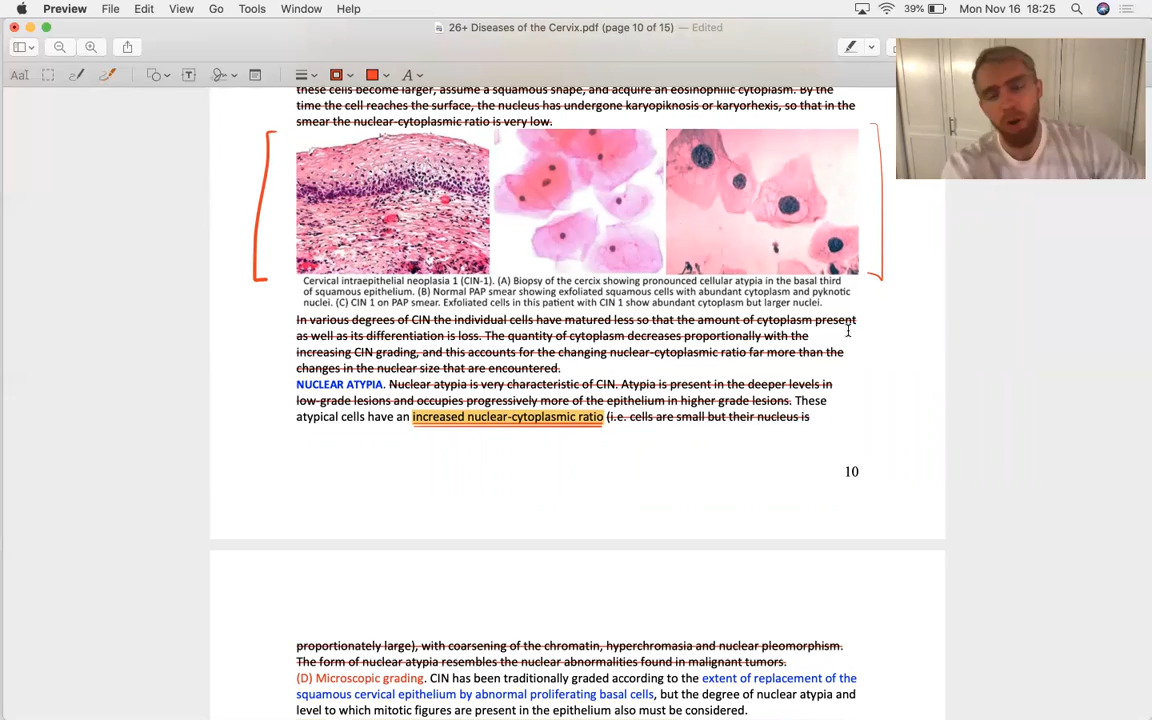 Preview File Edit View Go Tools Window Help 39% Mon Nov 16 18:25
26+ Diseases of the Cervix.pdf (page 10 of 15) — Edited
AaI T A
these cells become larger, assume a squamous shape, and acquire an eosinophilic cytoplasm. By the
time the cell reaches the surface, the nucleus has undergone karyopiknosis or karyorhexis, so that in the
smear the nuclear-cytoplasmic ratio is very low.
Cervical intraepithelial neoplasia 1 (CIN-1). (A) Biopsy of the cercix showing pronounced cellular atypia in the basal third
of squamous epithelium. (B) Normal PAP smear showing exfoliated squamous cells with abundant cytoplasm and pyknotic
nuclei. (C) CIN 1 on PAP smear. Exfoliated cells in this patient with CIN 1 show abundant cytoplasm but larger nuclei.
In various degrees of CIN the individual cells have matured less so that the amount of cytoplasm present
as well as its differentiation is loss. The quantity of cytoplasm decreases proportionally with the
increasing CIN grading, and this accounts for the changing nuclear-cytoplasmic ratio far more than the
changes in the nuclear size that are encountered.
NUCLEAR ATYPIA. Nuclear atypia is very characteristic of CIN. Atypia is present in the deeper levels in
low-grade lesions and occupies progressively more of the epithelium in higher grade lesions. These
atypical cells have an increased nuclear-cytoplasmic ratio (i.e. cells are small but their nucleus is
10
proportionately large), with coarsening of the chromatin, hyperchromasia and nuclear pleomorphism.
The form of nuclear atypia resembles the nuclear abnormalities found in malignant tumors.
(D) Microscopic grading. CIN has been traditionally graded according to the extent of replacement of the
squamous cervical epithelium by abnormal proliferating basal cells, but the degree of nuclear atypia and
level to which mitotic figures are present in the epithelium also must be considered.